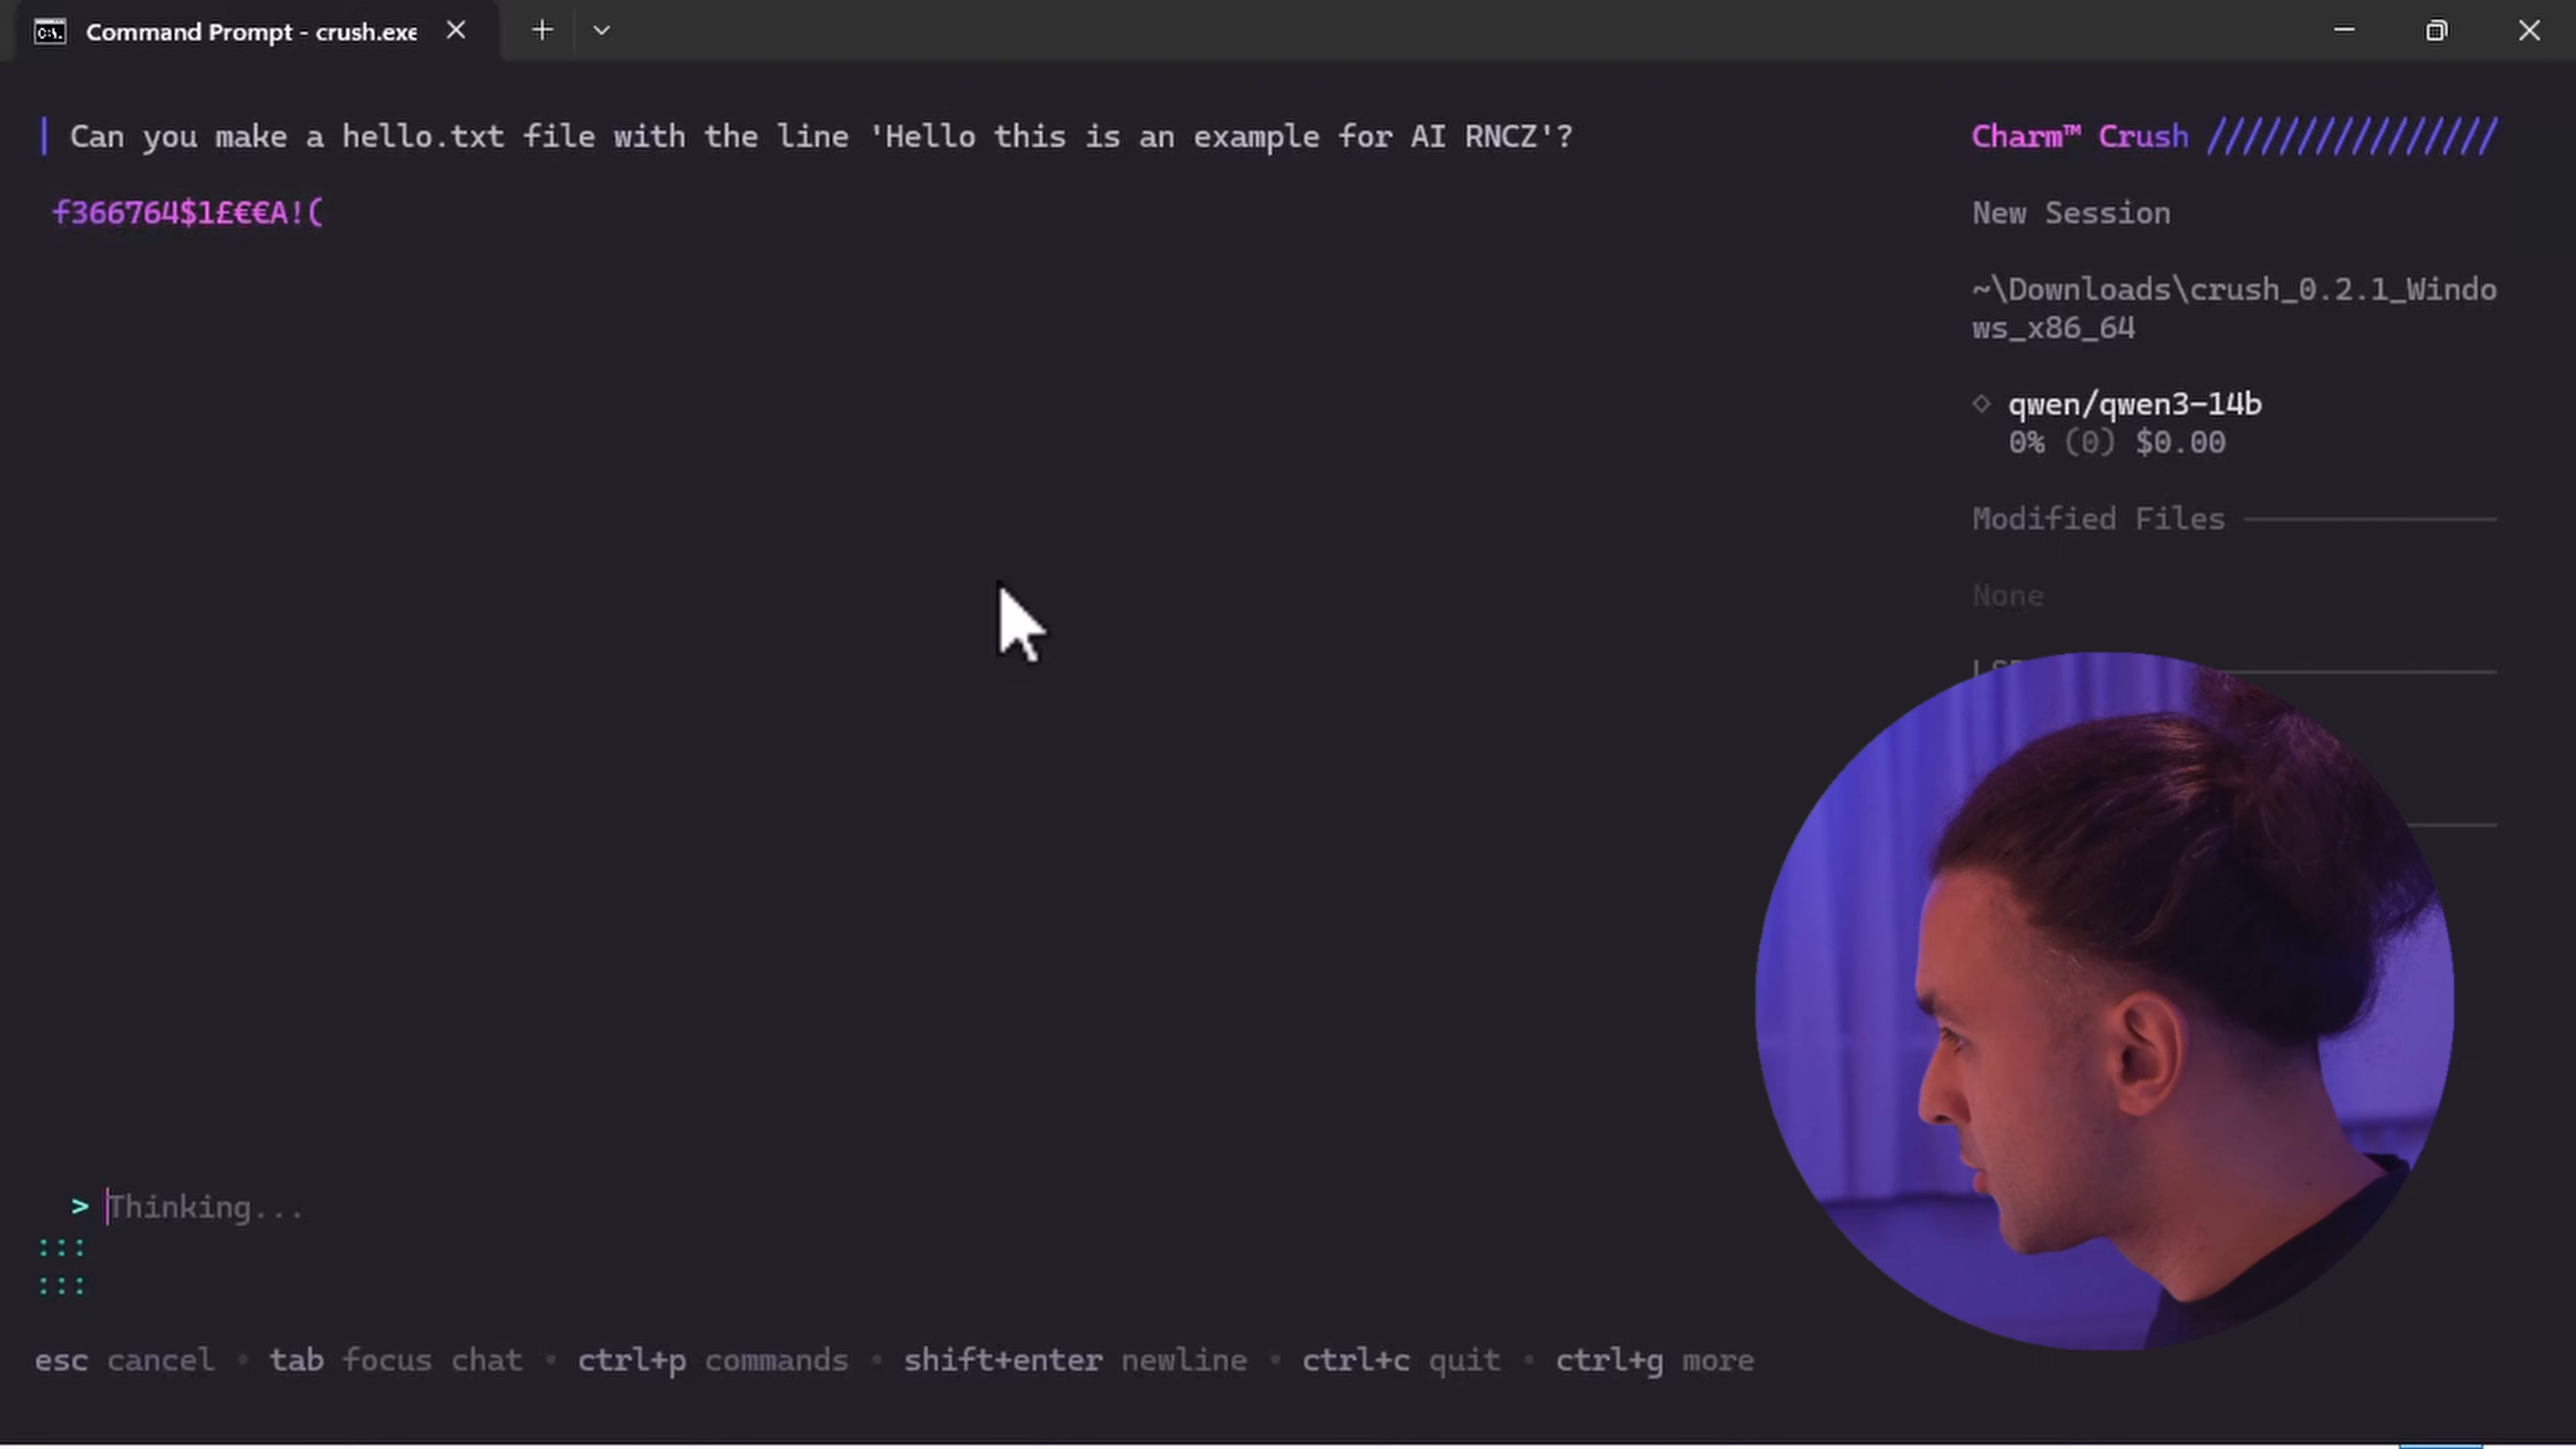 Command Prompt - crush.exe
Can you make a hello.txt file with the line 'Hello this is an example for AI RNCZ'?
f366764$1£€€A!(
Charm™ Crush
New Session
~\Downloads\crush_0.2.1_Windo
ws_x86_64
qwen/qwen3-14b
0% (0) $0.00
Modified Files
None
> Thinking...
:::
:::
esc cancel • tab focus chat • ctrl+p commands • shift+enter newline • ctrl+c quit • ctrl+g more